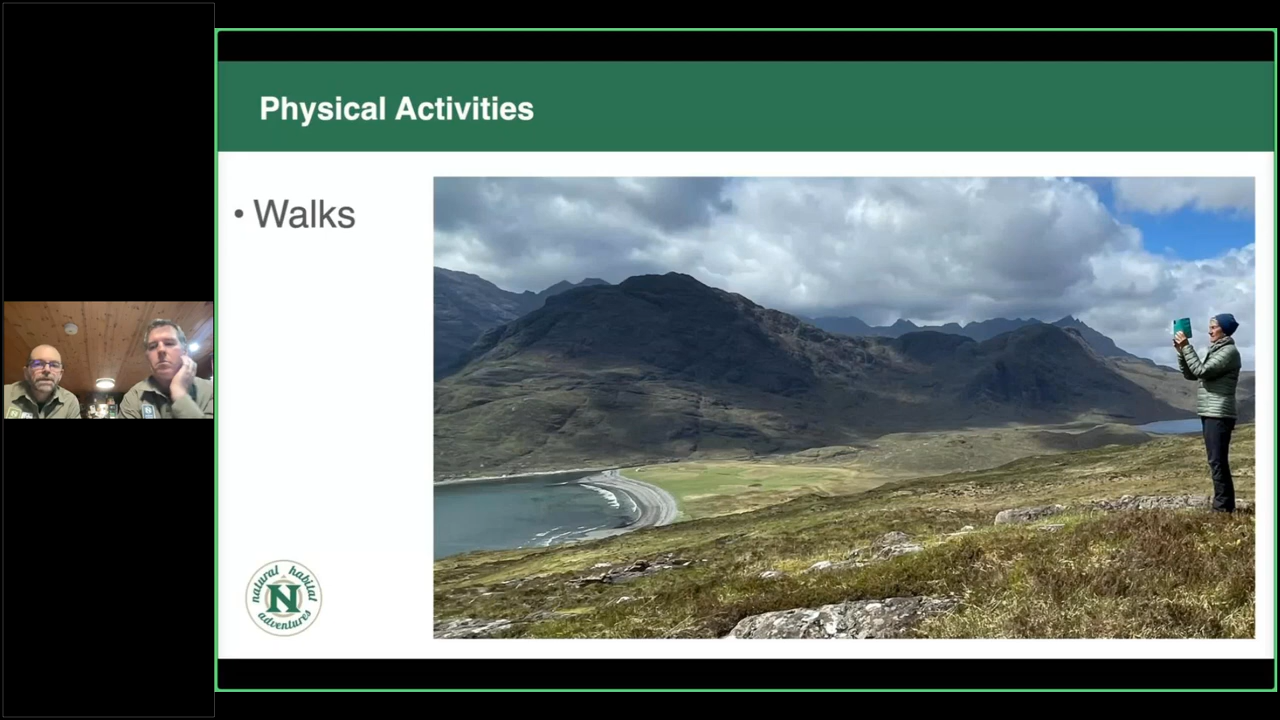 Physical Activities
• Walks
natural habitat
N
adventures